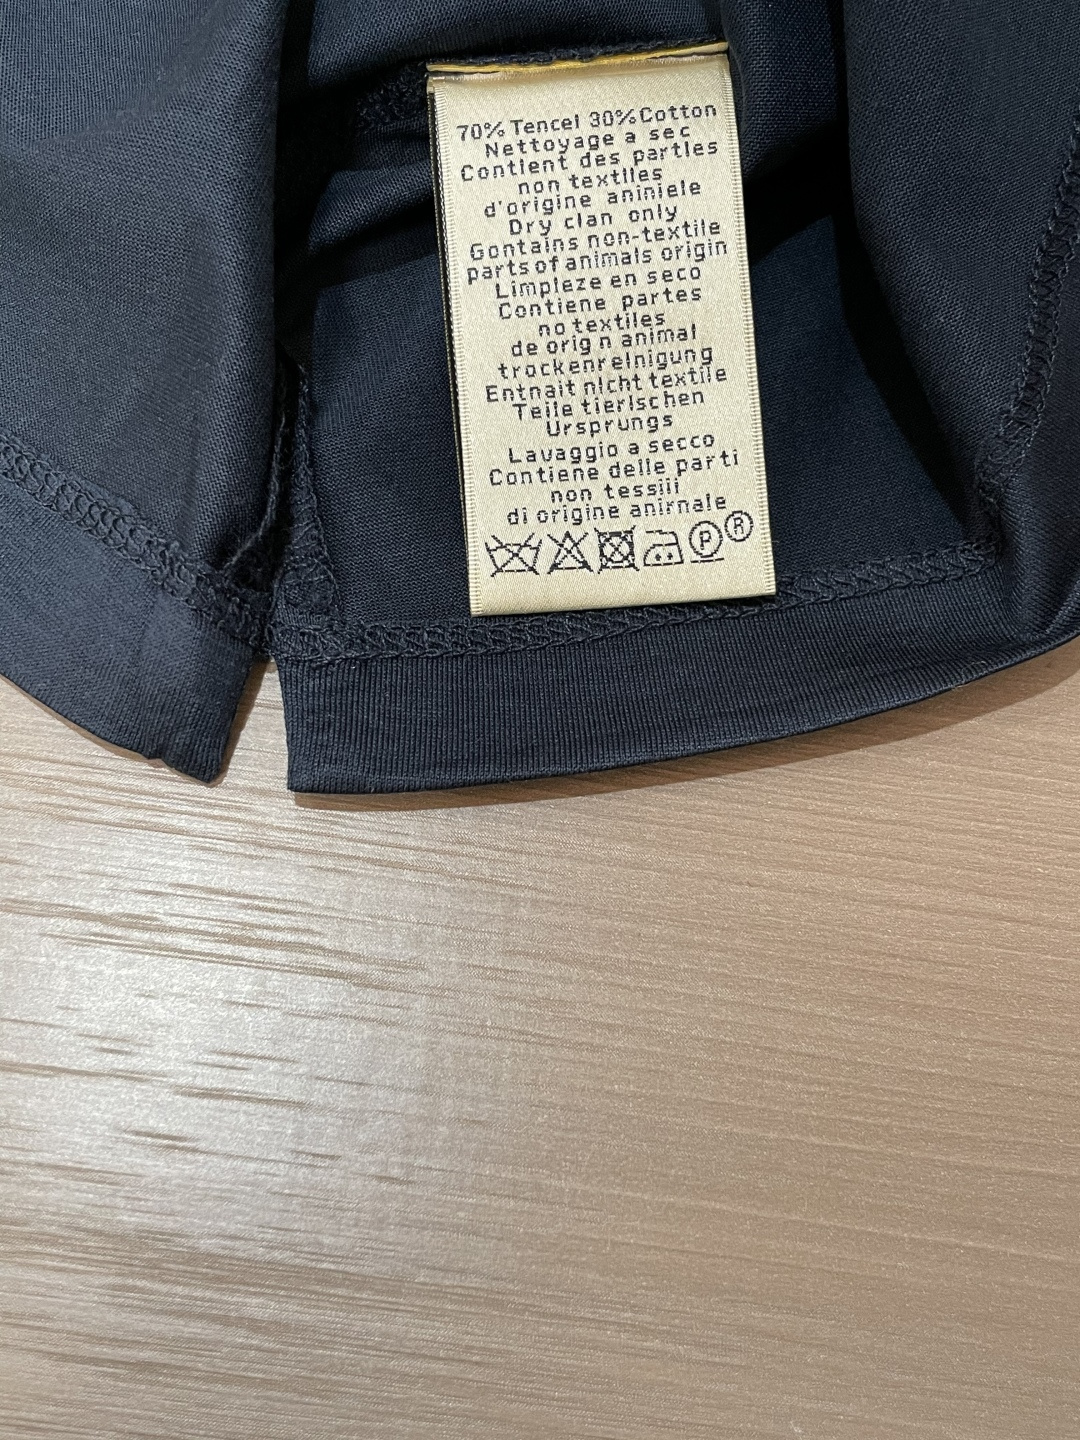 70% Tencel 30% Cotton
Nettoyage a sec
Contient des parties
non textiles
d'origine aniniele
Dry clan only
Gontains non-textile
parts of animals origin
Limpleze en seco
Contiene partes
no textiles
de orig n animal
trockenreinigung
Entnait nicht textile
Teile tierlschen
Ursprungs
Lavaggio a secco
Contiene delle parti
non tessili
di origine anirnale
P R